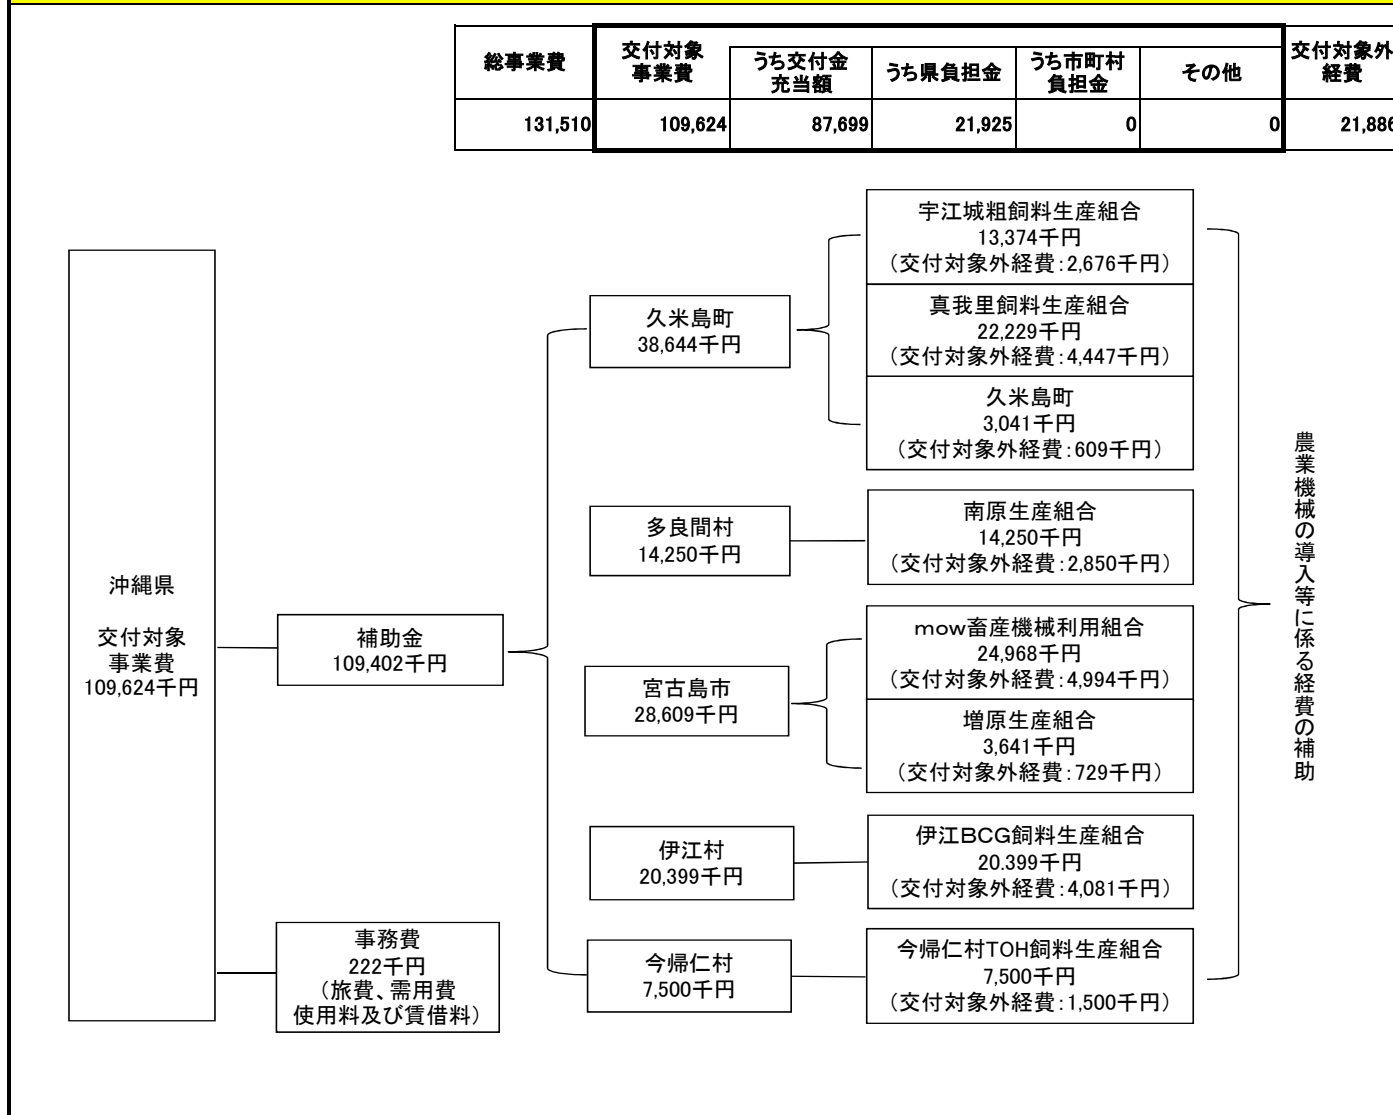 総事業費
交付対象
事業費
うち交付金
充当額
うち県負担金
うち市町村
負担金
その他
交付対象外
経費
131,510
109,624
87,699
21,925
0
0
21,886
沖縄県
交付対象
事業費
109,624千円
補助金
109,402千円
事務費
222千円
（旅費、需用費
使用料及び賃借料）
久米島町
38,644千円
多良間村
14,250千円
宮古島市
28,609千円
伊江村
20,399千円
今帰仁村
7,500千円
宇江城粗飼料生産組合
13,374千円
（交付対象外経費：2,676千円）
真我里飼料生産組合
22,229千円
（交付対象外経費：4,447千円）
久米島町
3,041千円
（交付対象外経費：609千円）
南原生産組合
14,250千円
（交付対象外経費：2,850千円）
mow畜産機械利用組合
24,968千円
（交付対象外経費：4,994千円）
増原生産組合
3,641千円
（交付対象外経費：729千円）
伊江BCG飼料生産組合
20.399千円
（交付対象外経費：4,081千円）
今帰仁村TOH飼料生産組合
7,500千円
（交付対象外経費：1,500千円）
農業機械の導入等に係る経費の補助